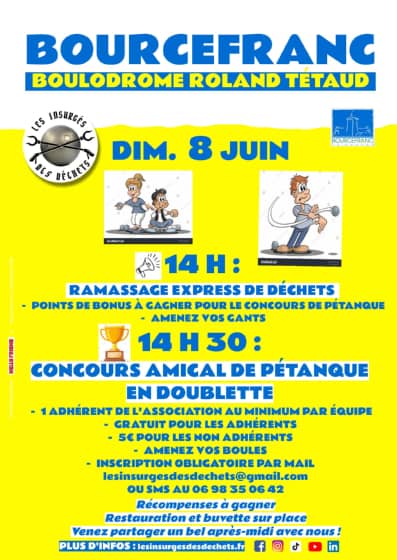 BOURCEFRANC
BOULODROME ROLAND TÉTAUD
LES INSURGÉS
DES DÉCHETS
BOURCEFRANC
DIM. 8 JUIN
14 H :
RAMASSAGE EXPRESS DE DÉCHETS
- POINTS DE BONUS À GAGNER POUR LE CONCOURS DE PÉTANQUE
- AMENEZ VOS GANTS
14 H 30 :
CONCOURS AMICAL DE PÉTANQUE
EN DOUBLETTE
- 1 ADHÉRENT DE L'ASSOCIATION AU MINIMUM PAR ÉQUIPE
- GRATUIT POUR LES ADHÉRENTS
- 5€ POUR LES NON ADHÉRENTS
- AMENEZ VOS BOULES
- INSCRIPTION OBLIGATOIRE PAR MAIL
lesinsurgesdesdechets@gmail.com
OU SMS AU 06 98 35 06 42
Récompenses à gagner
Restauration et buvette sur place
Venez partager un bel après-midi avec nous !
PLUS D'INFOS : lesinsurgesdesdechets.fr